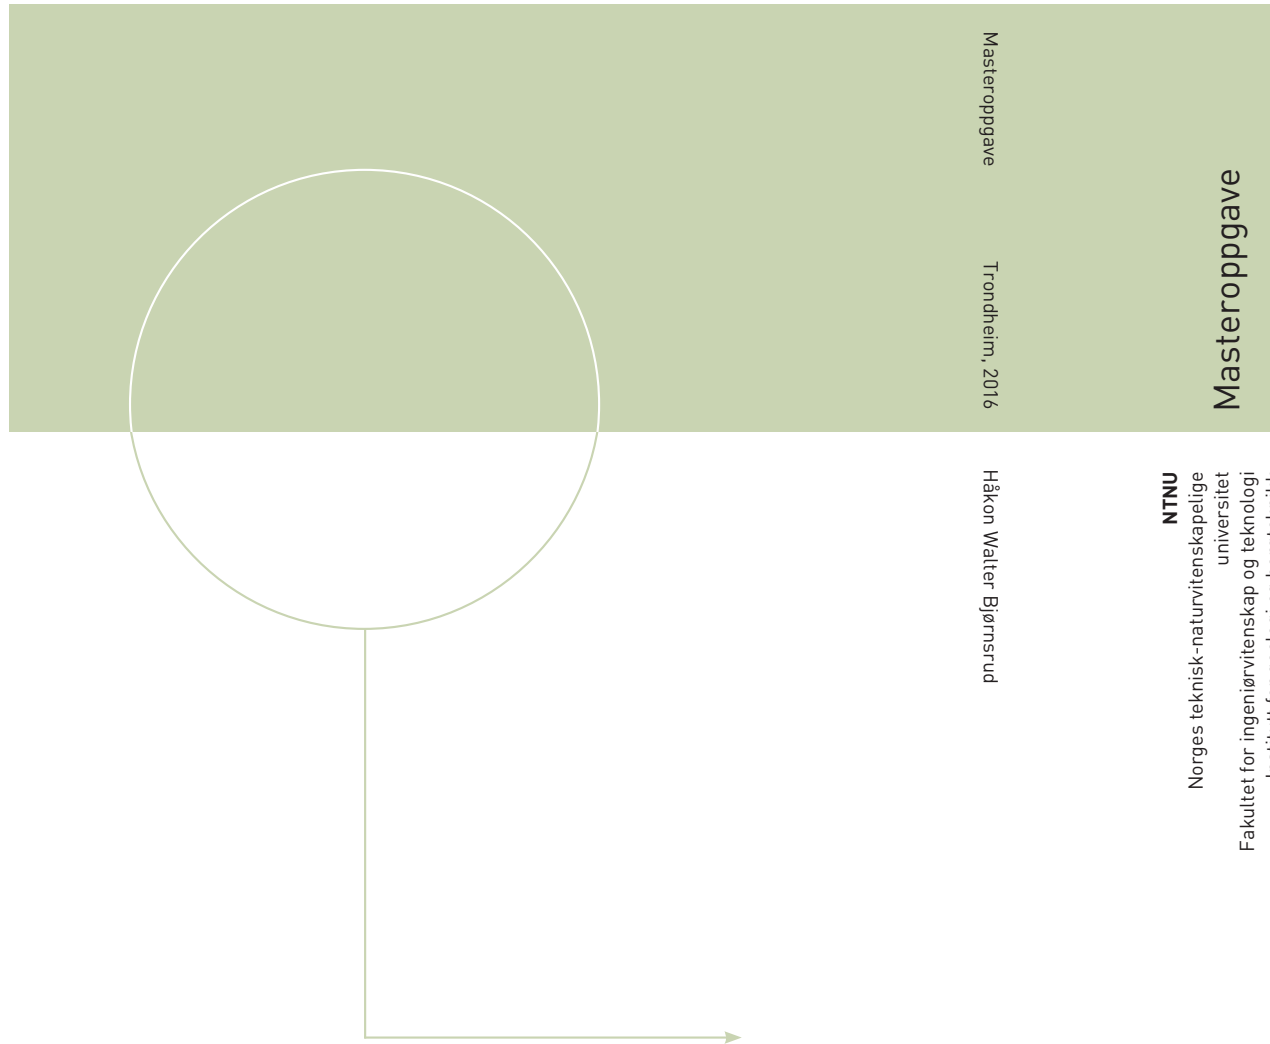 Masteroppgave
Trondheim, 2016
Håkon Walter Bjørnsrud
Masteroppgave
NTNU
Norges teknisk-naturvitenskapelige
universitet
Fakultet for ingeniørvitenskap og teknologi